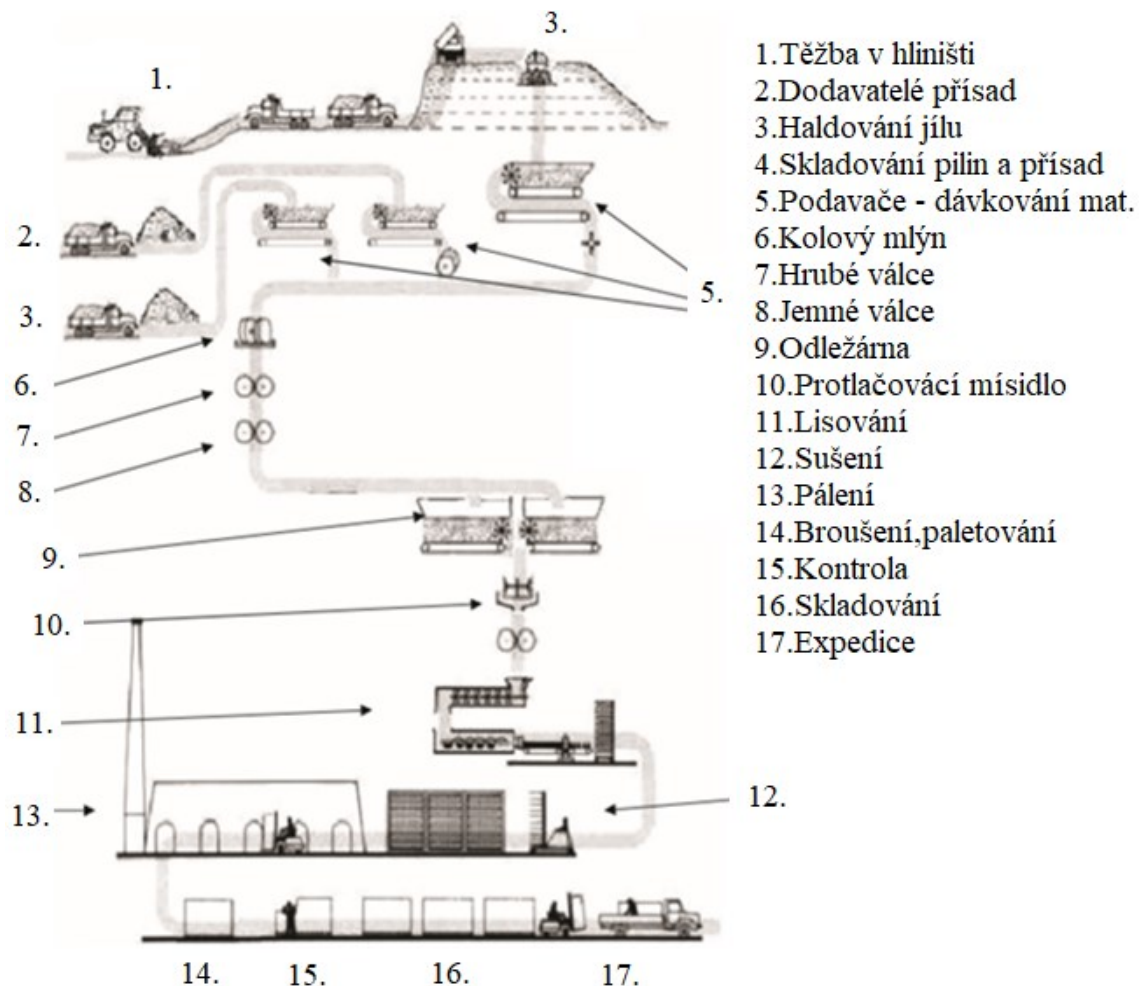 3.
1.
2.
3.
5.
6.
7.
8.
9.
10.
11.
12.
13.
14. 15. 16. 17.
1.Těžba v hliništi
2.Dodavatelé přísad
3.Haldování jílu
4.Skladování pilin a přísad
5.Podavače - dávkování mat.
6.Kolový mlýn
7.Hrubé válce
8.Jemné válce
9.Odležárna
10.Protlačovácí mísidlo
11.Lisování
12.Sušení
13.Pálení
14.Broušení,paletování
15.Kontrola
16.Skladování
17.Expedice